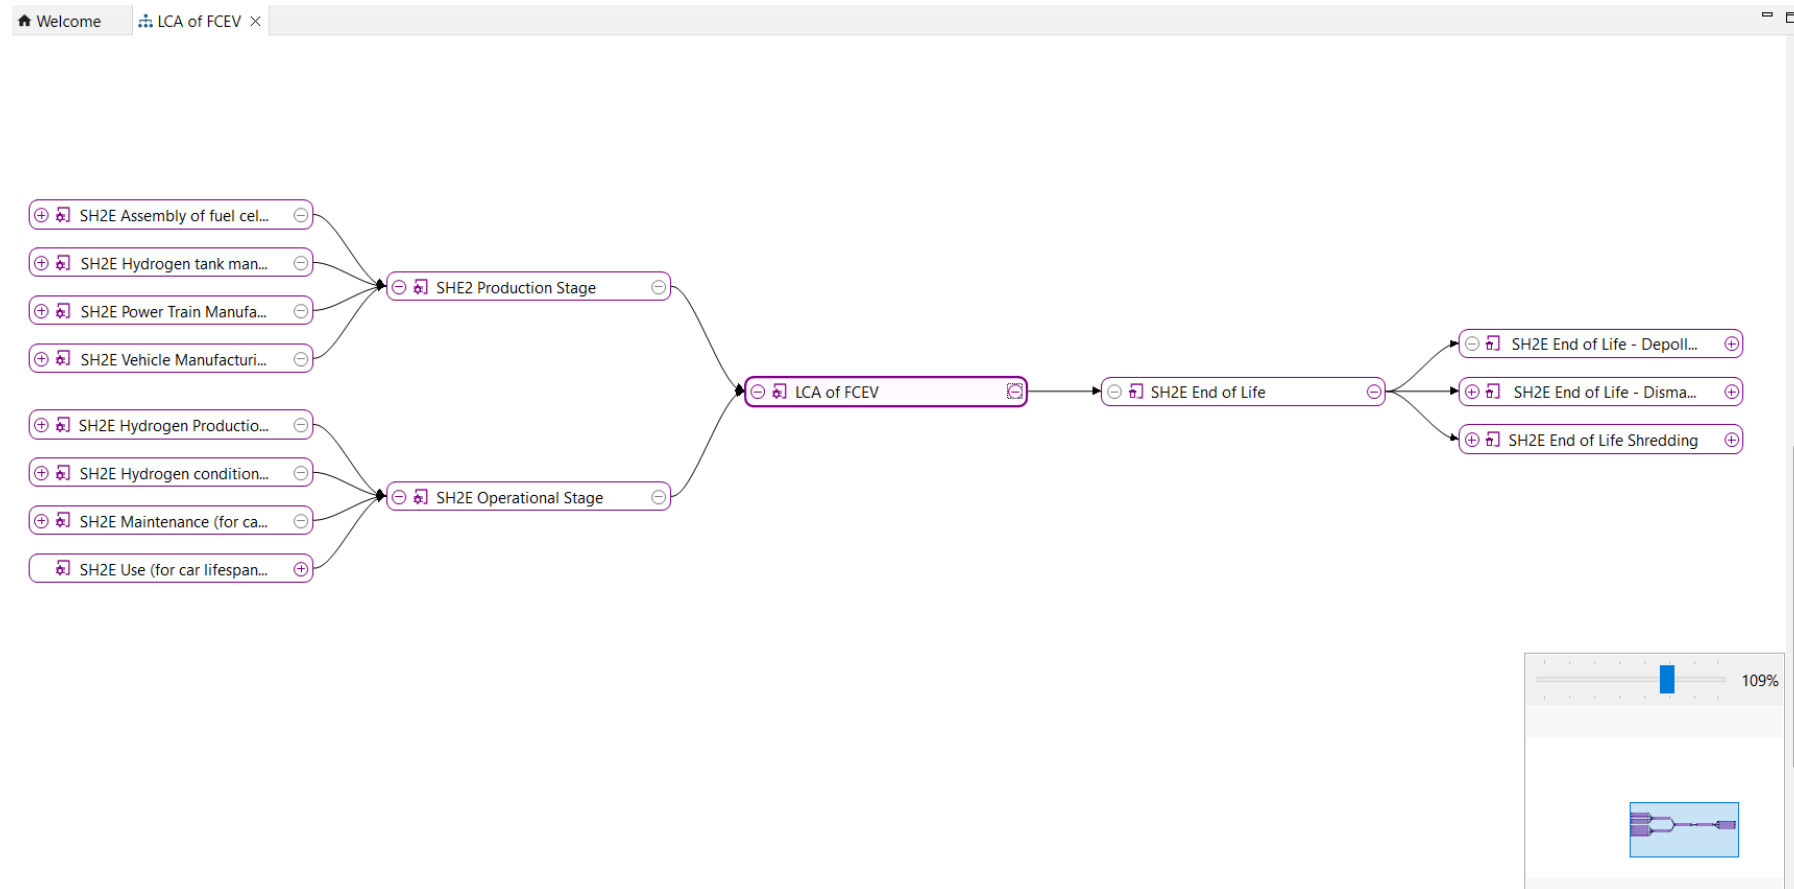 Welcome
LCA of FCEV
SH2E Assembly of fuel cel...
SH2E Hydrogen tank man...
SH2E Power Train Manufa...
SH2E Vehicle Manufacturi...
SHE2 Production Stage
SH2E Hydrogen Productio...
SH2E Hydrogen condition...
SH2E Maintenance (for ca...
SH2E Use (for car lifespan...
SH2E Operational Stage
LCA of FCEV
SH2E End of Life
SH2E End of Life - Depoll...
SH2E End of Life - Disma...
SH2E End of Life Shredding
109%